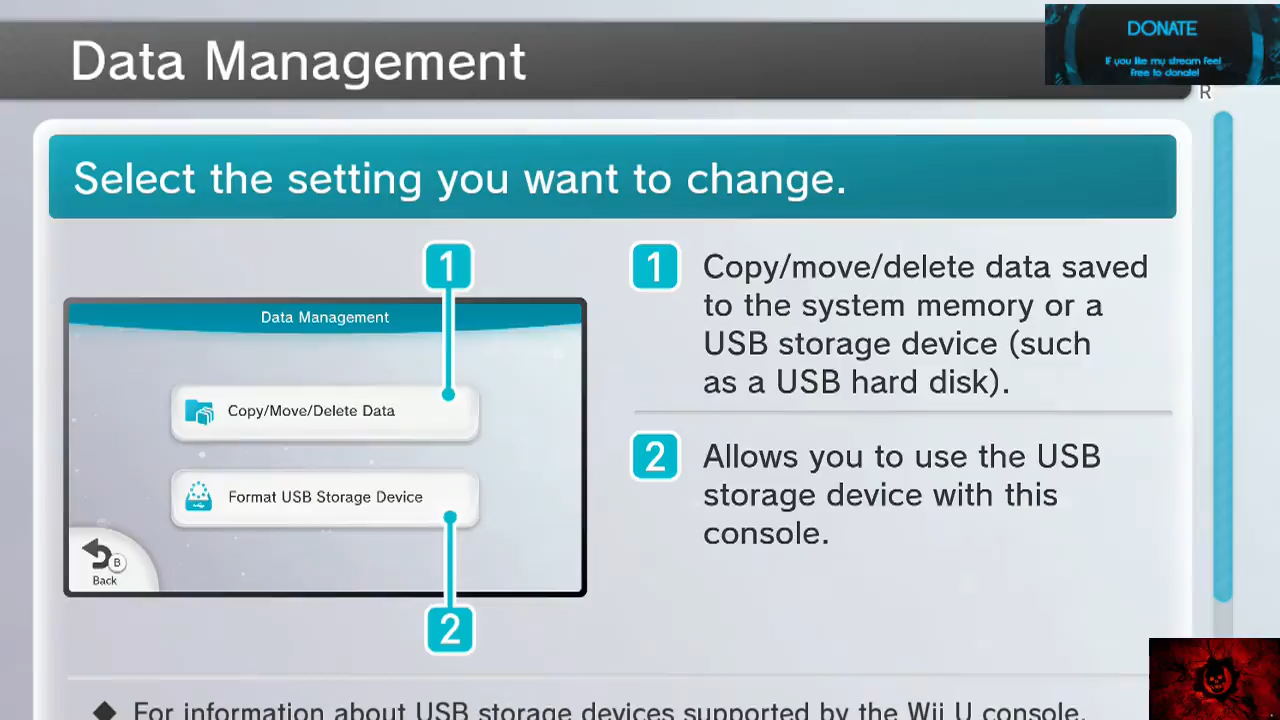 Data Management
DONATE
If you like my stream feel
free to donate!
R
Select the setting you want to change.
1
Data Management
Copy/Move/Delete Data
Format USB Storage Device
B
Back
2
1
Copy/move/delete data saved
to the system memory or a
USB storage device (such
as a USB hard disk).
2
Allows you to use the USB
storage device with this
console.
◆ For information about USB storage devices supported by the Wii U console,